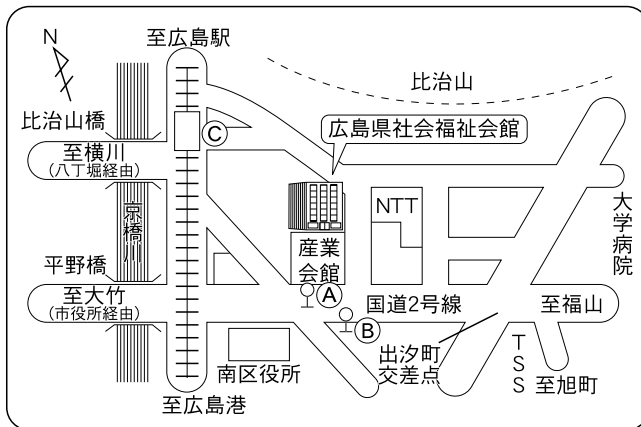 N
至広島駅
比治山
比治山橋
C
広島県社会福祉会館
至横川
(八丁堀経由)
京橋川
NTT
大学病院
産業
会館
平野橋
A
至大竹
(市役所経由)
国道2号線
至福山
B
出汐町
交差点
TSS
南区役所
至旭町
至広島港